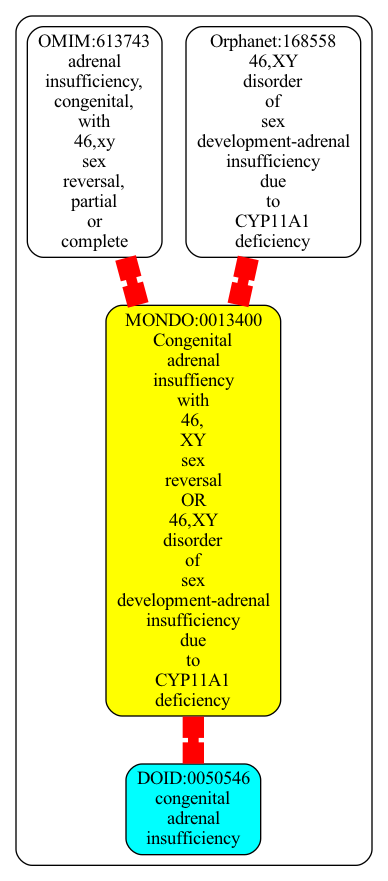 OMIM:613743
adrenal
insufficiency,
congenital,
with
46,xy
sex
reversal,
partial
or
complete
Orphanet:168558
46,XY
disorder
of
sex
development-adrenal
insufficiency
due
to
CYP11A1
deficiency
MONDO:0013400
Congenital
adrenal
insuffiency
with
46,
XY
sex
reversal
OR
46,XY
disorder
of
sex
development-adrenal
insufficiency
due
to
CYP11A1
deficiency
DOID:0050546
congenital
adrenal
insufficiency